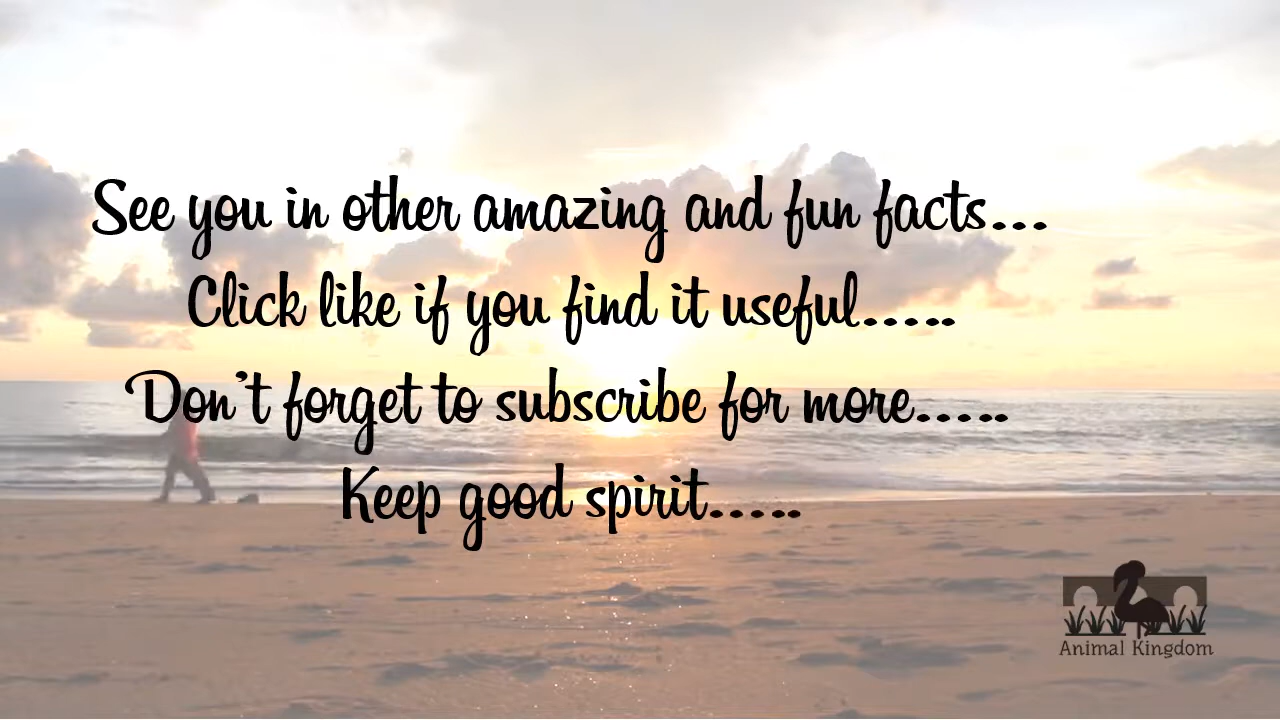 See you in other amazing and fun facts...
Click like if you find it useful.....
Don't forget to subscribe for more.....
Keep good spirit.....
Animal Kingdom